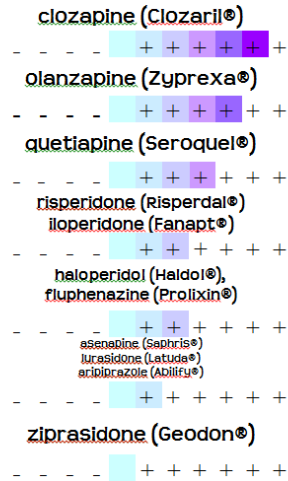 clozapine (Clozaril®)
- - - - + + + + + +
olanzapine (Zyprexa®)
- - - - + + + + + +
quetiapine (Seroquel®)
- - - - + + + + + +
risperidone (Risperdal®)
iloperidone (Fanapt®)
- - - - + + + + + +
haloperidol (Haldol®),
fluphenazine (Prolixin®)
- - - - + + + + + +
asenapine (Saphris®)
lurasidone (Latuda®)
aripiprazole (Abilify®)
- - - - + + + + + +
ziprasidone (Geodon®)
- - - - + + + + + +